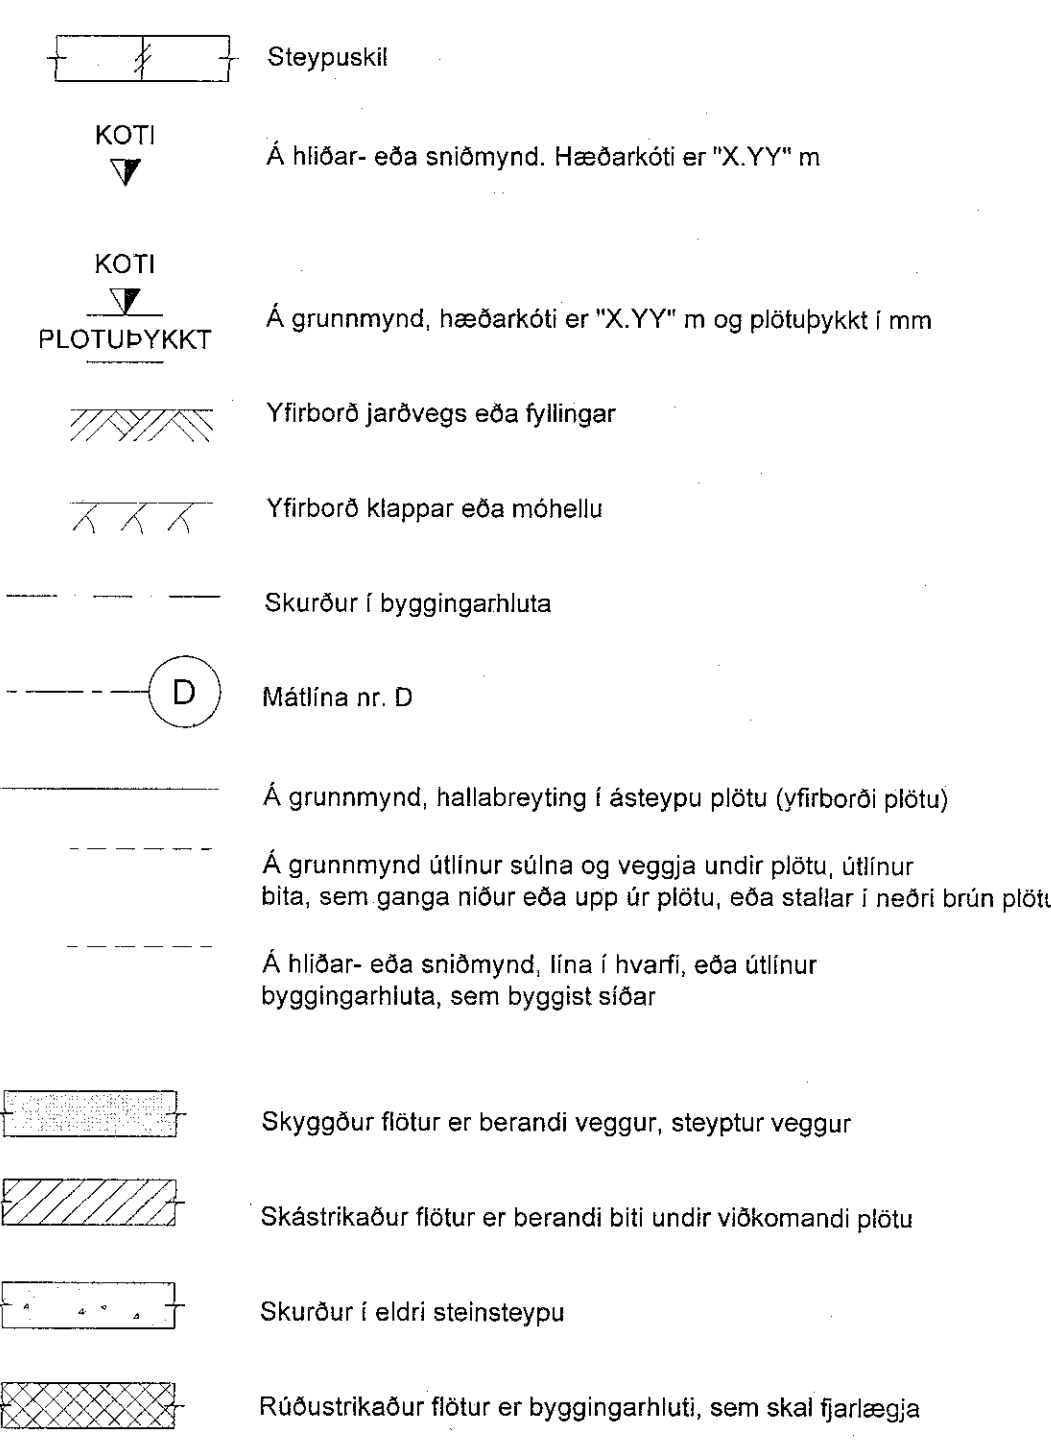 Steypuskil
KOTI
Á hliðar- eða sniðmynd. Hæðarkóti er "X.YY" m
KOTI
PLOTUÞYKKT
Á grunnmynd, hæðarkóti er "X.YY" m og plötuþykkt í mm
Yfirborð jarðvegs eða fyllingar
Yfirborð klappar eða móhellu
Skurður í byggingarhluta
D
Mátlína nr. D
Á grunnmynd, hallabreyting í ásteypu plötu (yfirborði plötu)
Á grunnmynd útlínur súlna og veggja undir plötu, útlínur
bita, sem ganga niður eða upp úr plötu, eða stallar í neðri brún
Á hliðar- eða sniðmynd, lína í hvarfi, eða útlínur
byggingarhluta, sem byggist síðar
Skyggður flötur er berandi veggur, steyptur veggur
Skástrikaður flötur er berandi biti undir viðkomandi plötu
Skurður í eldri steinsteypu
Rúðustrikaður flötur er byggingarhluti, sem skal fjarlægja